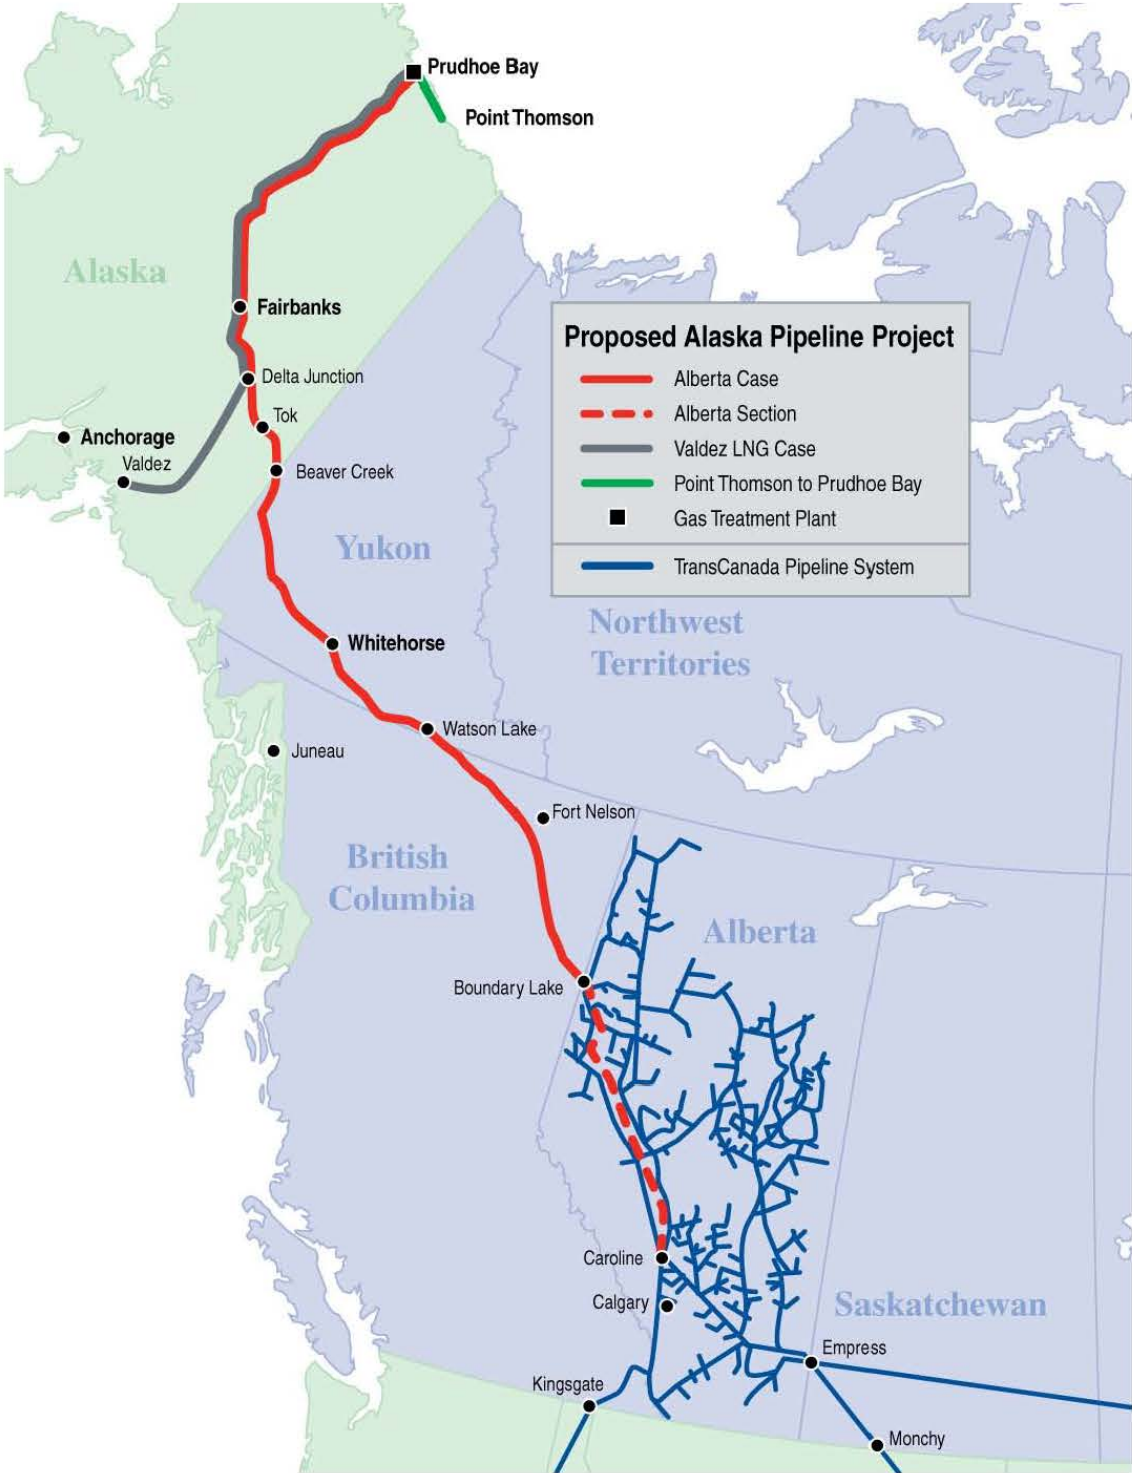 Prudhoe Bay
Point Thomson
Alaska
Fairbanks
Delta Junction
Tok
Anchorage
Valdez
Beaver Creek
Proposed Alaska Pipeline Project
Alberta Case
Alberta Section
Valdez LNG Case
Point Thomson to Prudhoe Bay
Gas Treatment Plant
TransCanada Pipeline System
Yukon
Northwest
Territories
Whitehorse
Watson Lake
Juneau
Fort Nelson
British
Columbia
Alberta
Boundary Lake
Caroline
Calgary
Saskatchewan
Empress
Kingsgate
Monchy